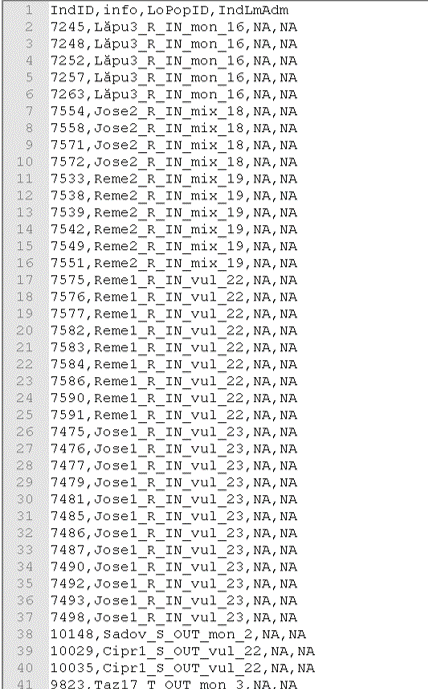 1 IndID,info,LoPopID,IndLmAdm
2 7245,Lăpu3_R_IN_mon_16,NA,NA
3 7248,Lăpu3_R_IN_mon_16,NA,NA
4 7252,Lăpu3_R_IN_mon_16,NA,NA
5 7257,Lăpu3_R_IN_mon_16,NA,NA
6 7263,Lăpu3_R_IN_mon_16,NA,NA
7 7554,Jose2_R_IN_mix_18,NA,NA
8 7558,Jose2_R_IN_mix_18,NA,NA
9 7571,Jose2_R_IN_mix_18,NA,NA
10 7572,Jose2_R_IN_mix_18,NA,NA
11 7533,Reme2_R_IN_mix_19,NA,NA
12 7538,Reme2_R_IN_mix_19,NA,NA
13 7539,Reme2_R_IN_mix_19,NA,NA
14 7542,Reme2_R_IN_mix_19,NA,NA
15 7549,Reme2_R_IN_mix_19,NA,NA
16 7551,Reme2_R_IN_mix_19,NA,NA
17 7575,Reme1_R_IN_vul_22,NA,NA
18 7576,Reme1_R_IN_vul_22,NA,NA
19 7577,Reme1_R_IN_vul_22,NA,NA
20 7582,Reme1_R_IN_vul_22,NA,NA
21 7583,Reme1_R_IN_vul_22,NA,NA
22 7584,Reme1_R_IN_vul_22,NA,NA
23 7586,Reme1_R_IN_vul_22,NA,NA
24 7590,Reme1_R_IN_vul_22,NA,NA
25 7591,Reme1_R_IN_vul_22,NA,NA
26 7475,Jose1_R_IN_vul_23,NA,NA
27 7476,Jose1_R_IN_vul_23,NA,NA
28 7477,Jose1_R_IN_vul_23,NA,NA
29 7479,Jose1_R_IN_vul_23,NA,NA
30 7481,Jose1_R_IN_vul_23,NA,NA
31 7485,Jose1_R_IN_vul_23,NA,NA
32 7486,Jose1_R_IN_vul_23,NA,NA
33 7487,Jose1_R_IN_vul_23,NA,NA
34 7490,Jose1_R_IN_vul_23,NA,NA
35 7492,Jose1_R_IN_vul_23,NA,NA
36 7493,Jose1_R_IN_vul_23,NA,NA
37 7498,Jose1_R_IN_vul_23,NA,NA
38 10148,Sadov_S_OUT_mon_2,NA,NA
39 10029,Cipr1_S_OUT_vul_22,NA,NA
40 10035,Cipr1_S_OUT_vul_22,NA,NA
41 9823,Taz17_T_OUT_mon_3,NA,NA